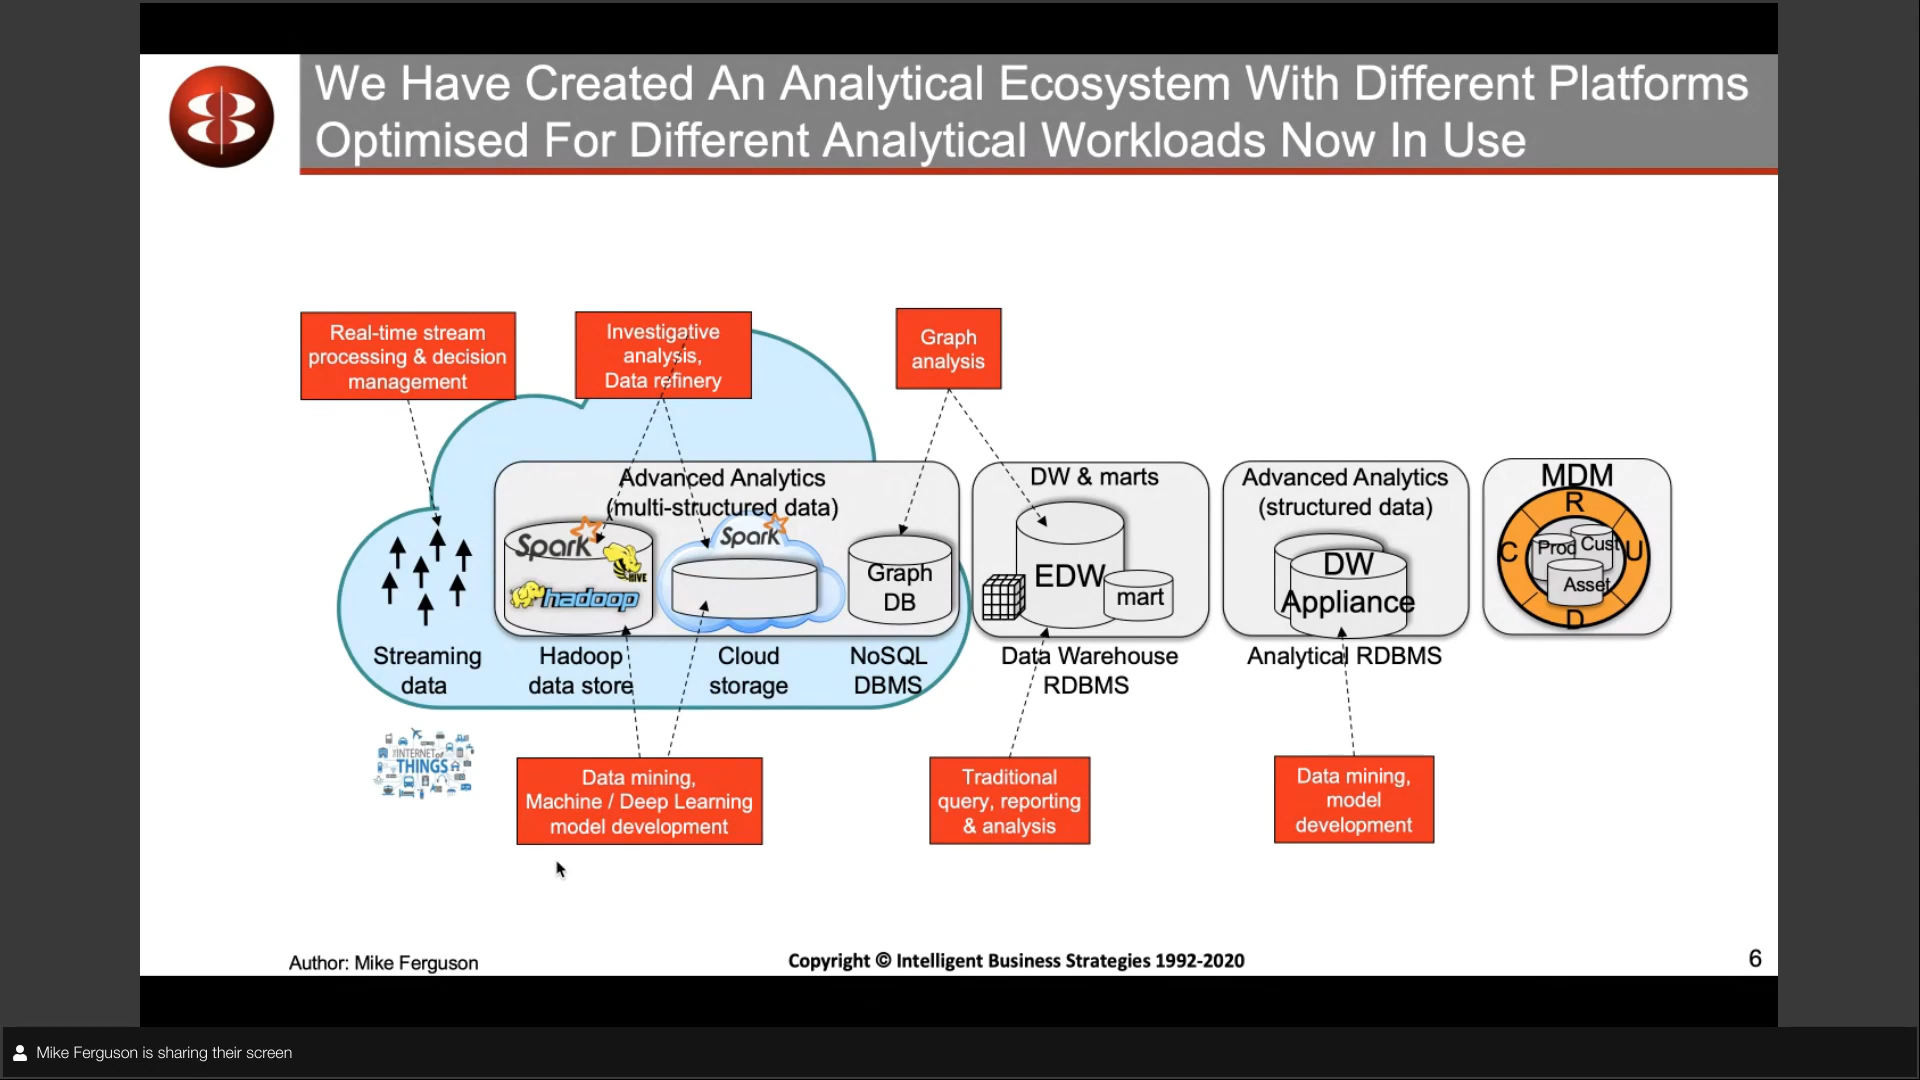 We Have Created An Analytical Ecosystem With Different Platforms
Optimised For Different Analytical Workloads Now In Use
Real-time stream
processing & decision
management
Investigative
analysis,
Data refinery
Graph
analysis
Advanced Analytics
(multi-structured data)
DW & marts
Advanced Analytics
(structured data)
MDM
Spark
HIVE
hadoop
Spark
Graph
DB
EDW
mart
DW
Appliance
R
C
U
D
Prod
Cust
Asset
Streaming
data
Hadoop
data store
Cloud
storage
NoSQL
DBMS
Data Warehouse
RDBMS
Analytical RDBMS
THE INTERNET OF
THINGS
Data mining,
Machine / Deep Learning
model development
Traditional
query, reporting
& analysis
Data mining,
model
development
Author: Mike Ferguson
Copyright © Intelligent Business Strategies 1992-2020
6
Mike Ferguson is sharing their screen